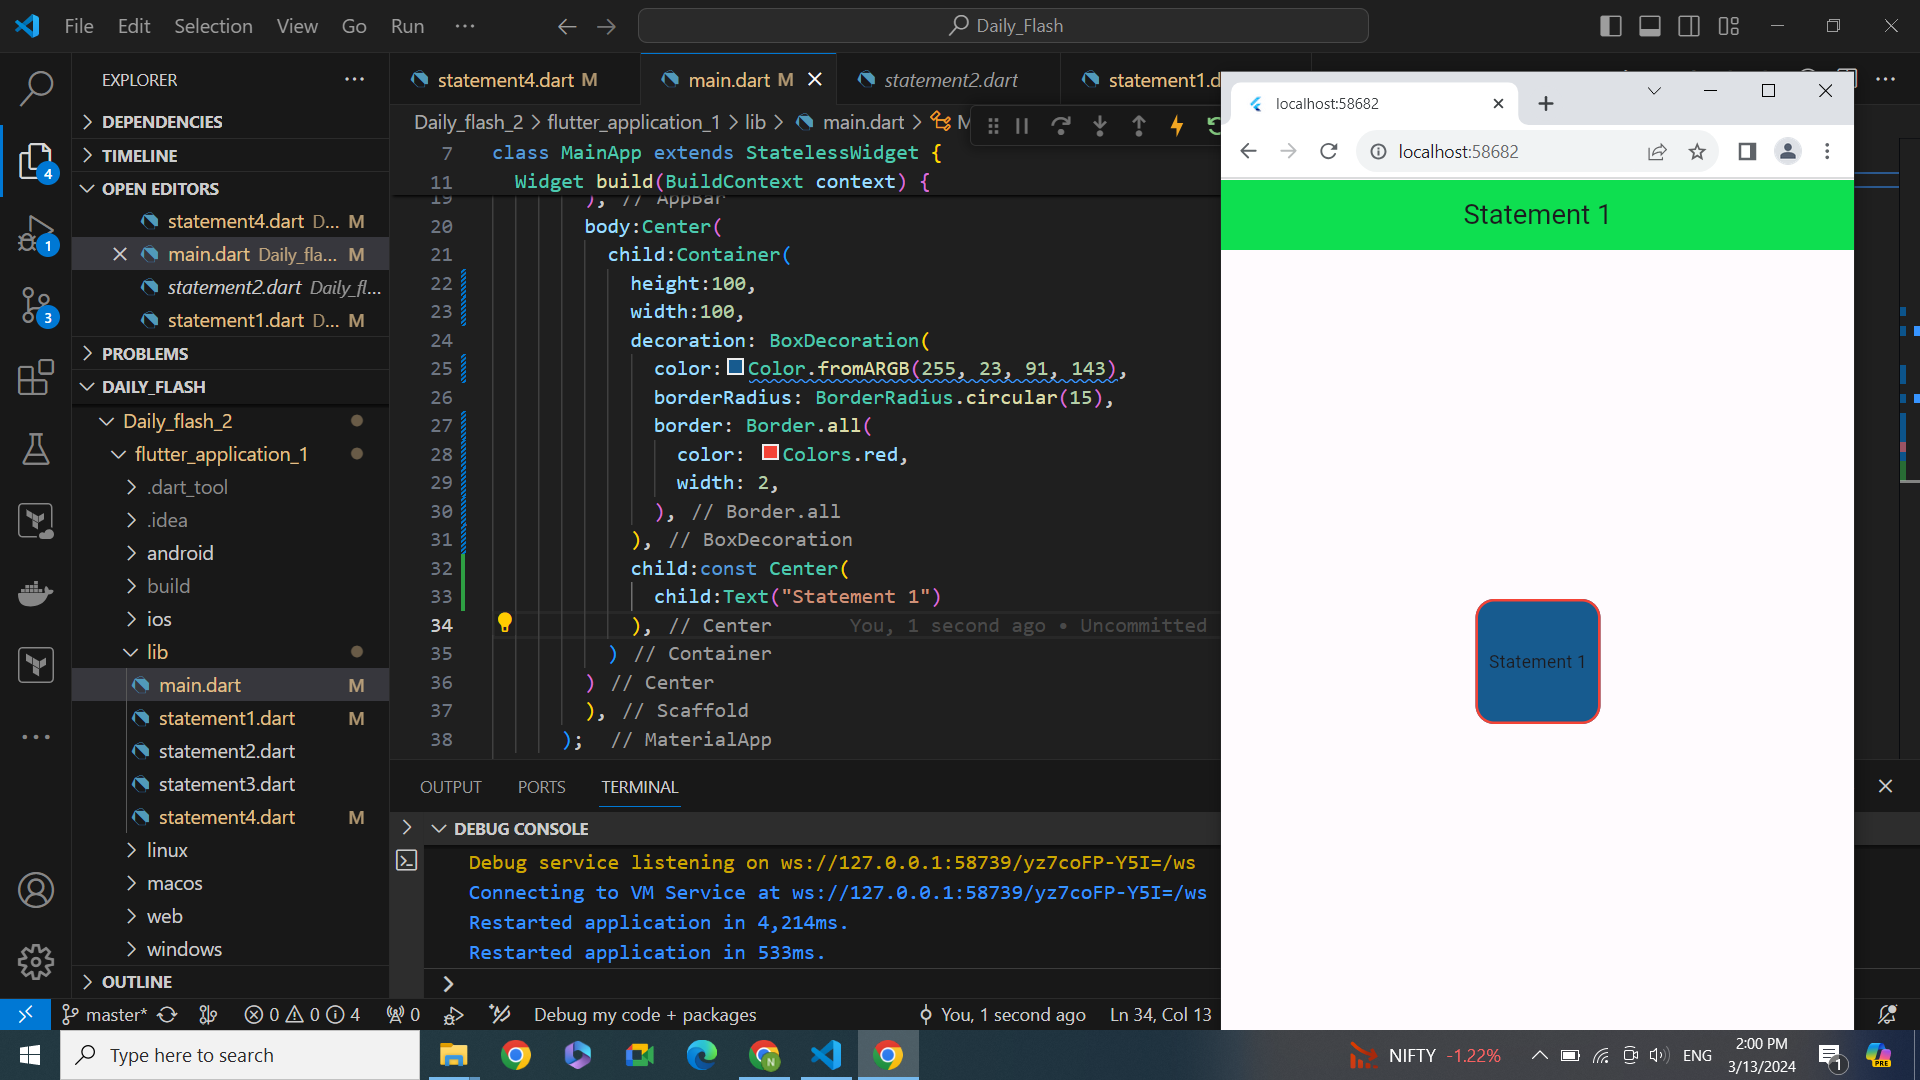 File Edit Selection View Go Run ···
Daily_Flash
EXPLORER
DEPENDENCIES
TIMELINE
OPEN EDITORS
statement4.dart D... M
main.dart Daily_fla... M
statement2.dart Daily_fl...
statement1.dart D... M
PROBLEMS
DAILY_FLASH
Daily_flash_2
flutter_application_1
.dart_tool
.idea
android
build
ios
lib
main.dart M
statement1.dart M
statement2.dart
statement3.dart
statement4.dart M
linux
macos
web
windows
OUTLINE
4
1
3
statement4.dart M
main.dart M
statement2.dart
statement1.d
Daily_flash_2 > flutter_application_1 > lib > main.dart > M
7 class MainApp extends StatelessWidget {
11 Widget build(BuildContext context) {
19 ), // AppBar
20 body:Center(
21 child:Container(
22 height:100,
23 width:100,
24 decoration: BoxDecoration(
25 color: Color.fromARGB(255, 23, 91, 143),
26 borderRadius: BorderRadius.circular(15),
27 border: Border.all(
28 color: Colors.red,
29 width: 2,
30 ), // Border.all
31 ), // BoxDecoration
32 child:const Center(
33 child:Text("Statement 1")
34 ), // Center You, 1 second ago • Uncommitted
35 ) // Container
36 ) // Center
37 ), // Scaffold
38 ); // MaterialApp
OUTPUT PORTS TERMINAL
DEBUG CONSOLE
Debug service listening on ws://127.0.0.1:58739/yz7coFP-Y5I=/ws
Connecting to VM Service at ws://127.0.0.1:58739/yz7coFP-Y5I=/ws
Restarted application in 4,214ms.
Restarted application in 533ms.
localhost:58682
localhost:58682
Statement 1
Statement 1
master* 0 0 4 0 Debug my code + packages You, 1 second ago Ln 34, Col 13
Type here to search
NIFTY -1.22% ENG
2:00 PM
3/13/2024
1